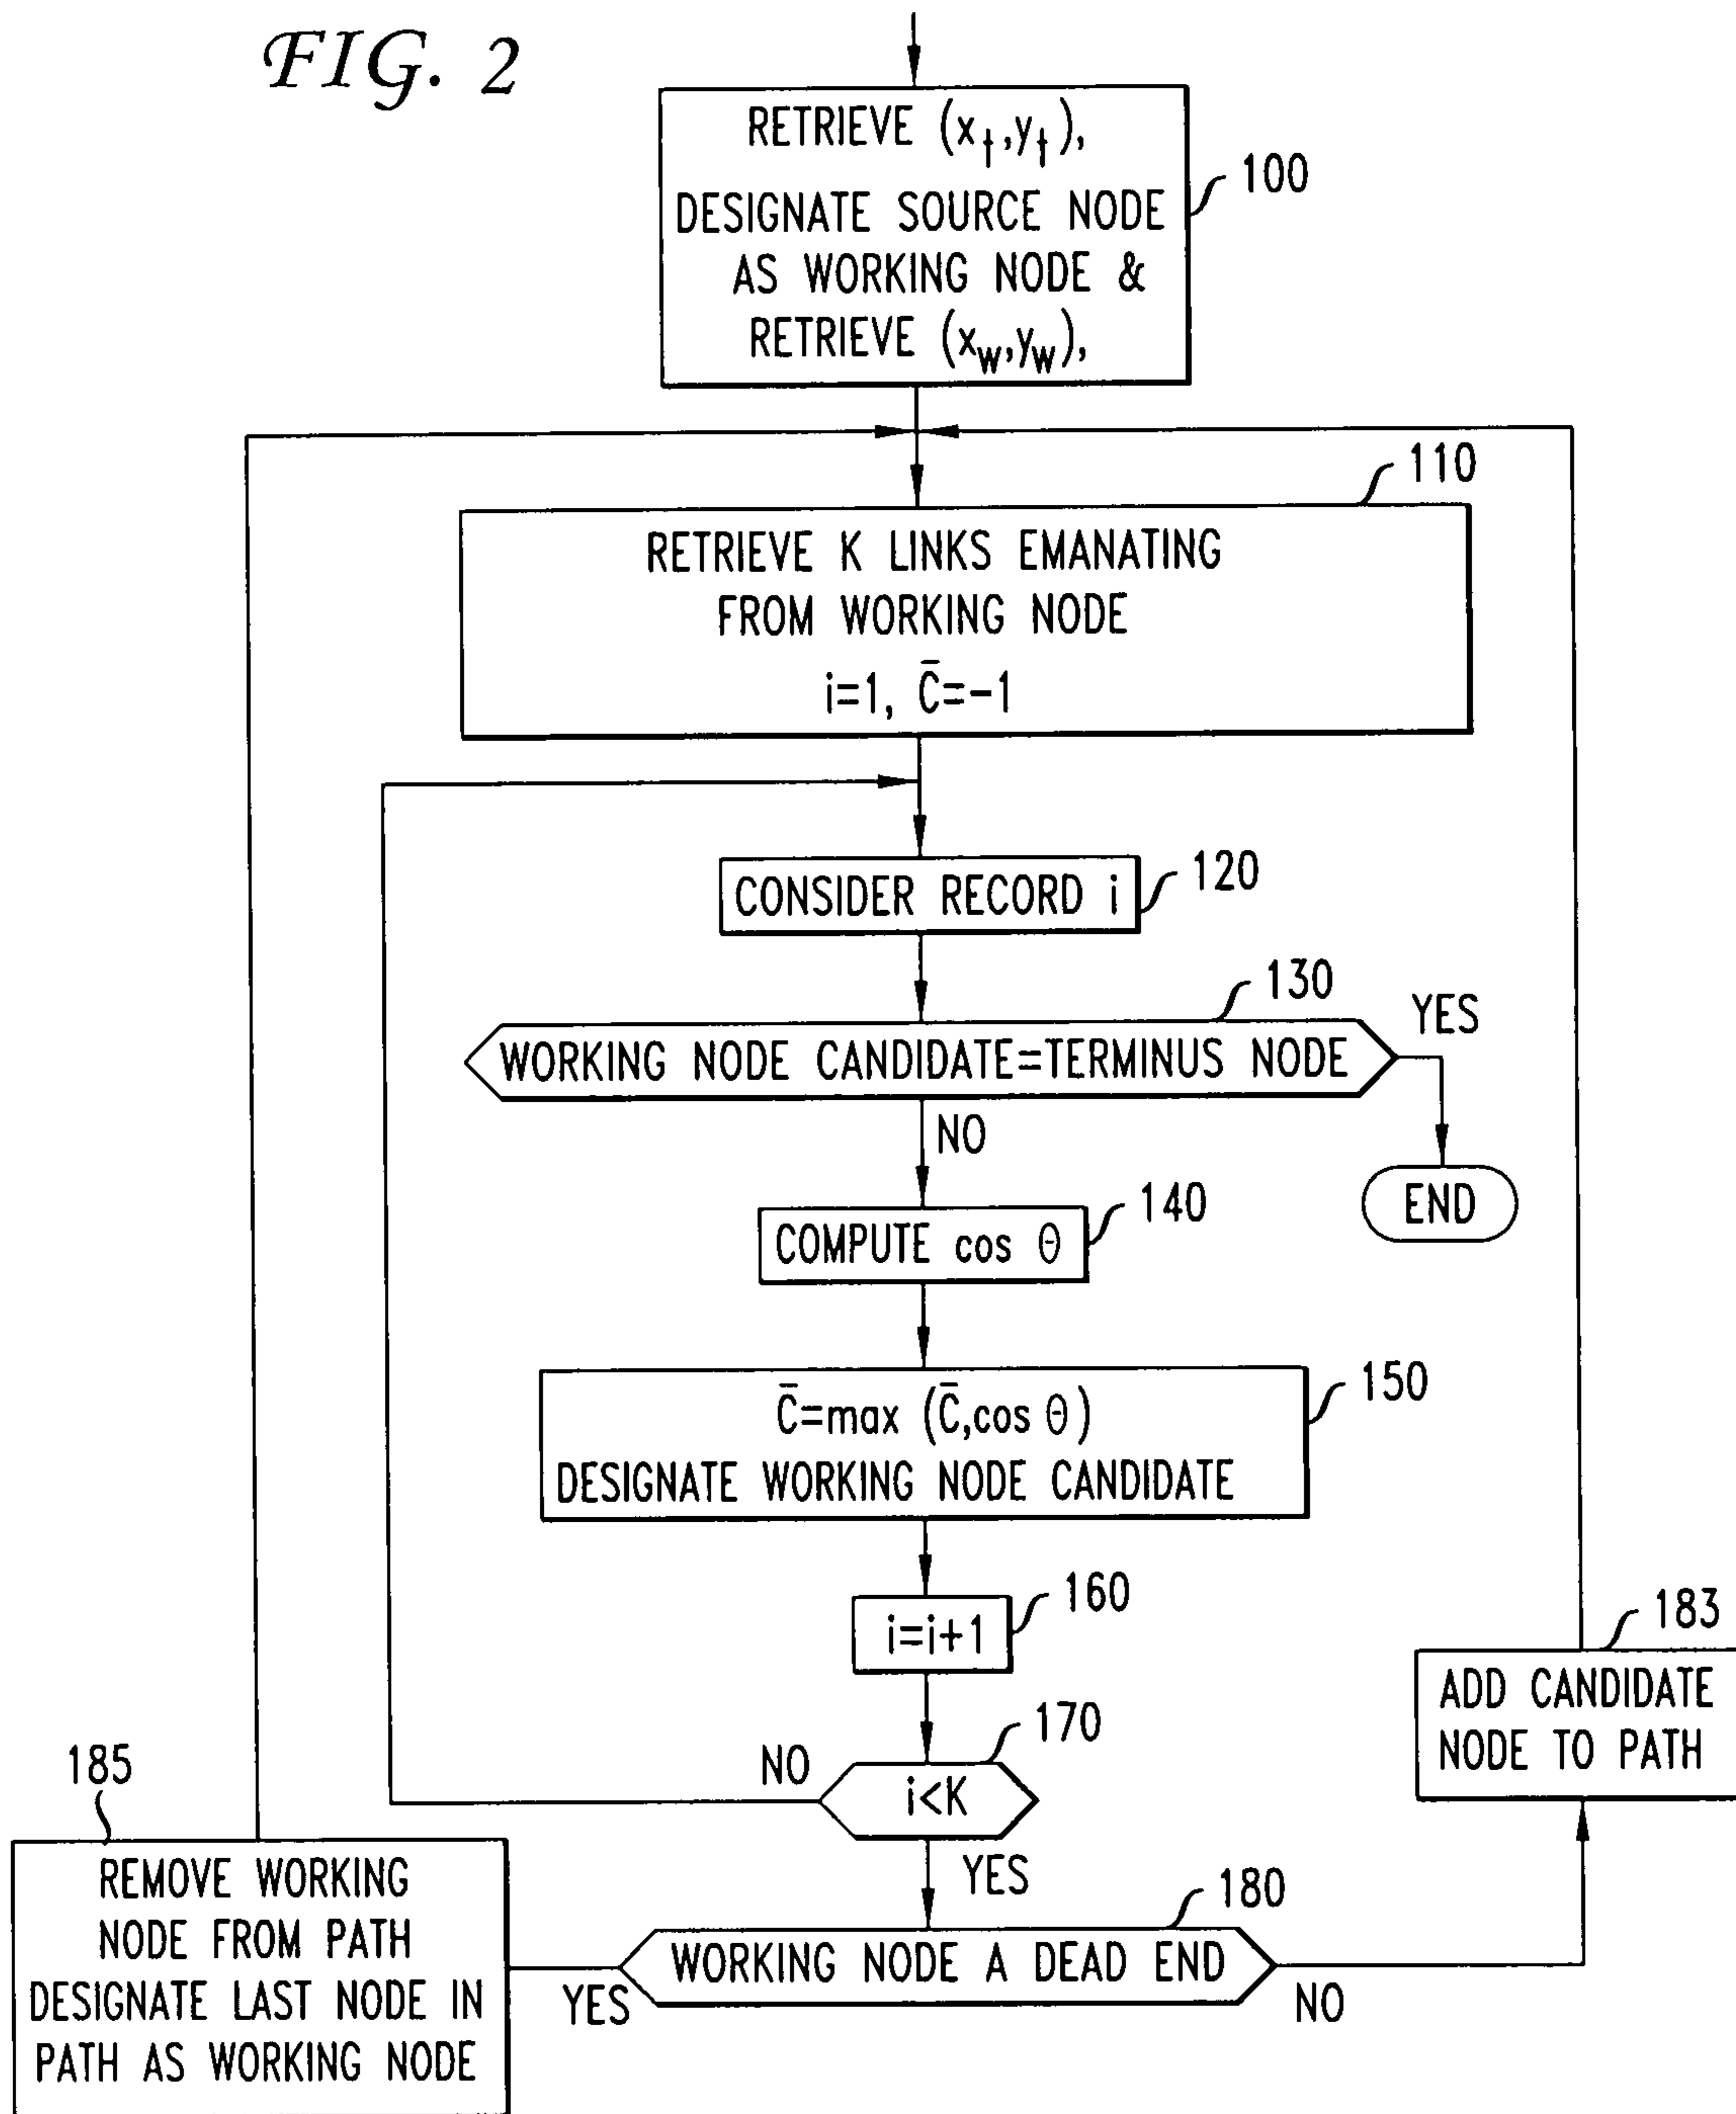 FIG. 2
RETRIEVE (x_t,y_t),
DESIGNATE SOURCE NODE
AS WORKING NODE &
RETRIEVE (x_w,y_w),
100
110
RETRIEVE K LINKS EMANATING
FROM WORKING NODE
i=1, C̄=-1
CONSIDER RECORD i
120
130
WORKING NODE CANDIDATE=TERMINUS NODE
YES
NO
END
COMPUTE cos θ
140
C̄=max (C̄,cos θ)
DESIGNATE WORKING NODE CANDIDATE
150
i=i+1
160
170
i<K
NO
YES
183
ADD CANDIDATE
NODE TO PATH
180
WORKING NODE A DEAD END
YES
NO
185
REMOVE WORKING
NODE FROM PATH
DESIGNATE LAST NODE IN
PATH AS WORKING NODE